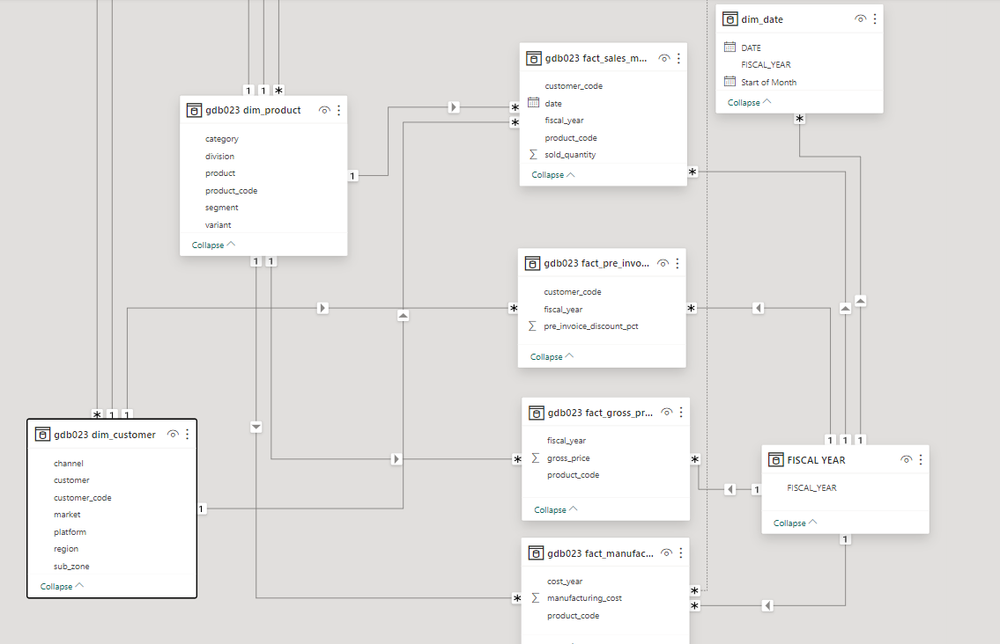 dim_date
DATE
FISCAL_YEAR
Start of Month
Collapse
gdb023 fact_sales_m...
customer_code
date
fiscal_year
product_code
sold_quantity
Collapse
1 1 *
gdb023 dim_product
category
division
product
product_code
segment
variant
Collapse
1
*
*
*
*
1 1
gdb023 fact_pre_invo...
customer_code
fiscal_year
pre_invoice_discount_pct
Collapse
*
*
* 1 1
gdb023 dim_customer
channel
customer
customer_code
market
platform
region
sub_zone
Collapse
1
gdb023 fact_gross_pr...
fiscal_year
gross_price
product_code
Collapse
*
*
1 1 1
FISCAL YEAR
FISCAL_YEAR
Collapse
1
1
gdb023 fact_manufac...
cost_year
manufacturing_cost
product_code
*
*
*